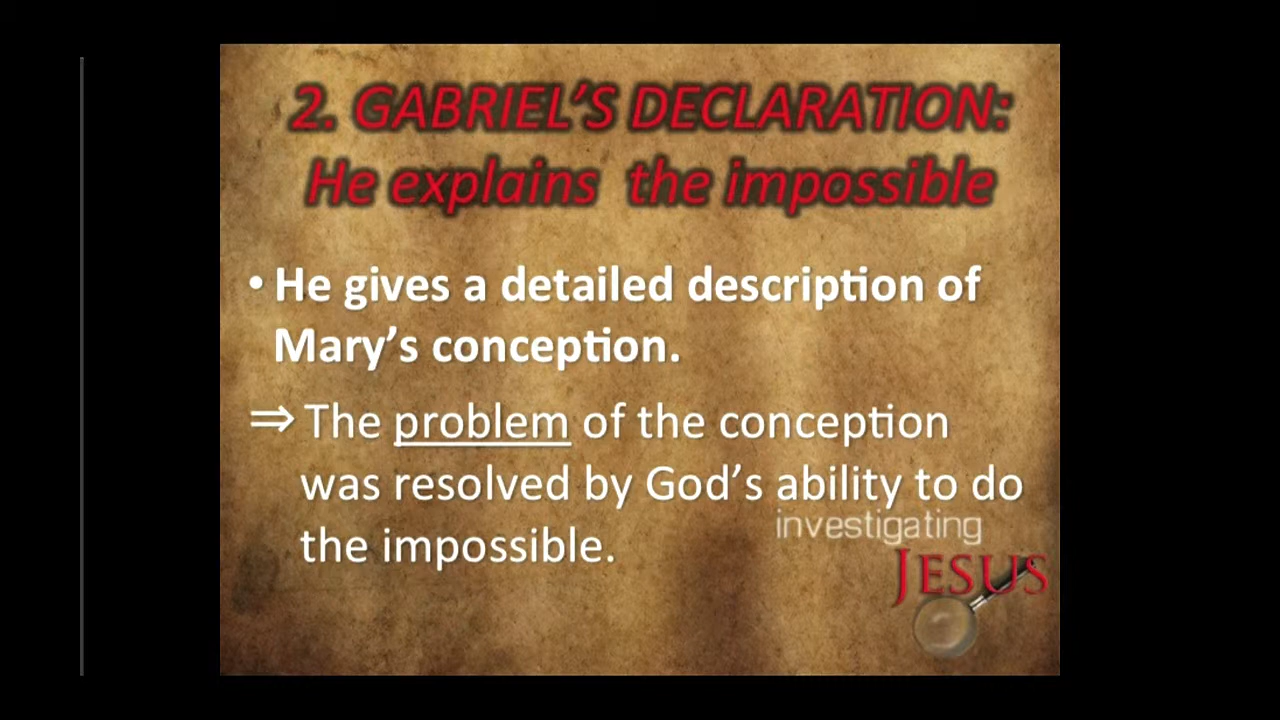 2. GABRIEL'S DECLARATION:
He explains the impossible
• He gives a detailed description of
Mary's conception.
⇒ The problem of the conception
was resolved by God's ability to do
the impossible.
investigating
JESUS